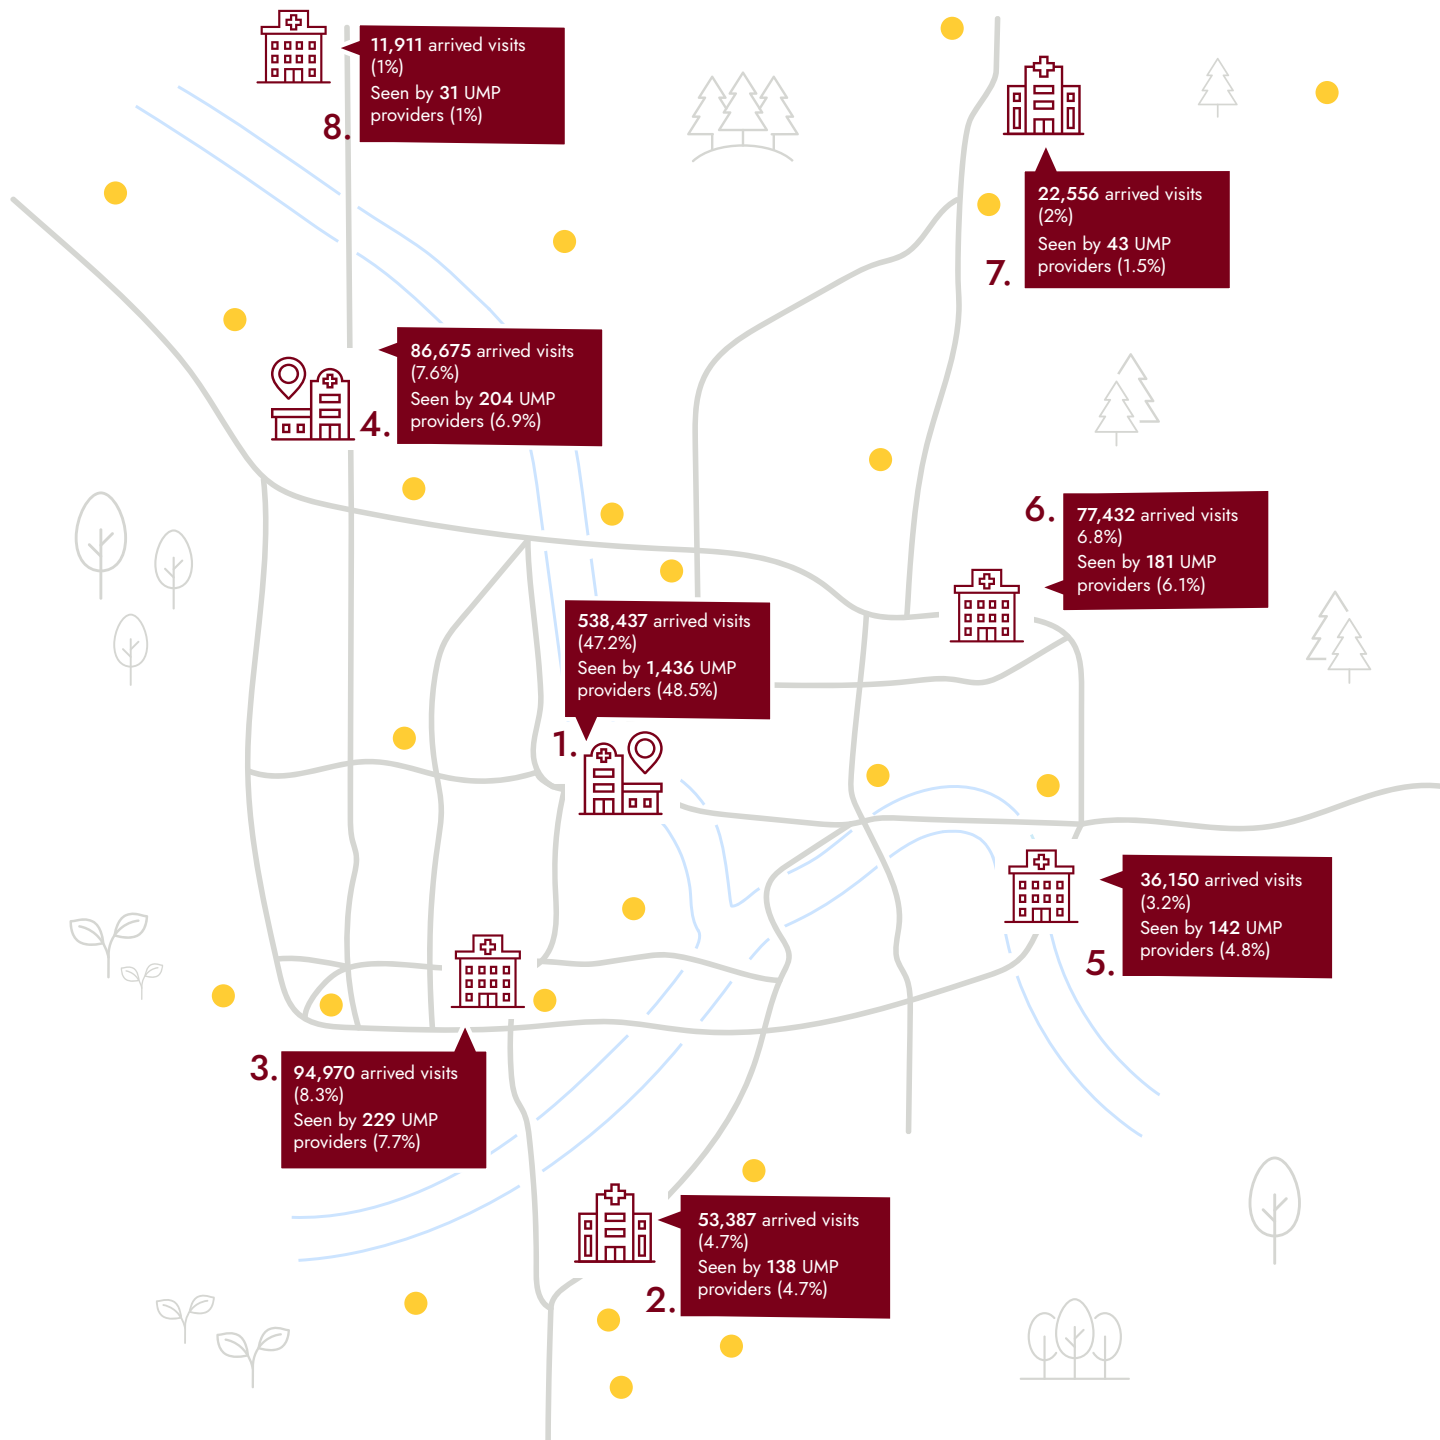 11,911 arrived visits
(1%)
Seen by 31 UMP
providers (1%)
8.
22,556 arrived visits
(2%)
Seen by 43 UMP
providers (1.5%)
7.
86,675 arrived visits
(7.6%)
Seen by 204 UMP
providers (6.9%)
4.
6.
77,432 arrived visits
6.8%)
Seen by 181 UMP
providers (6.1%)
538,437 arrived visits
(47.2%)
Seen by 1,436 UMP
providers (48.5%)
1.
36,150 arrived visits
(3.2%)
Seen by 142 UMP
providers (4.8%)
5.
3.
94,970 arrived visits
(8.3%)
Seen by 229 UMP
providers (7.7%)
53,387 arrived visits
(4.7%)
Seen by 138 UMP
providers (4.7%)
2.